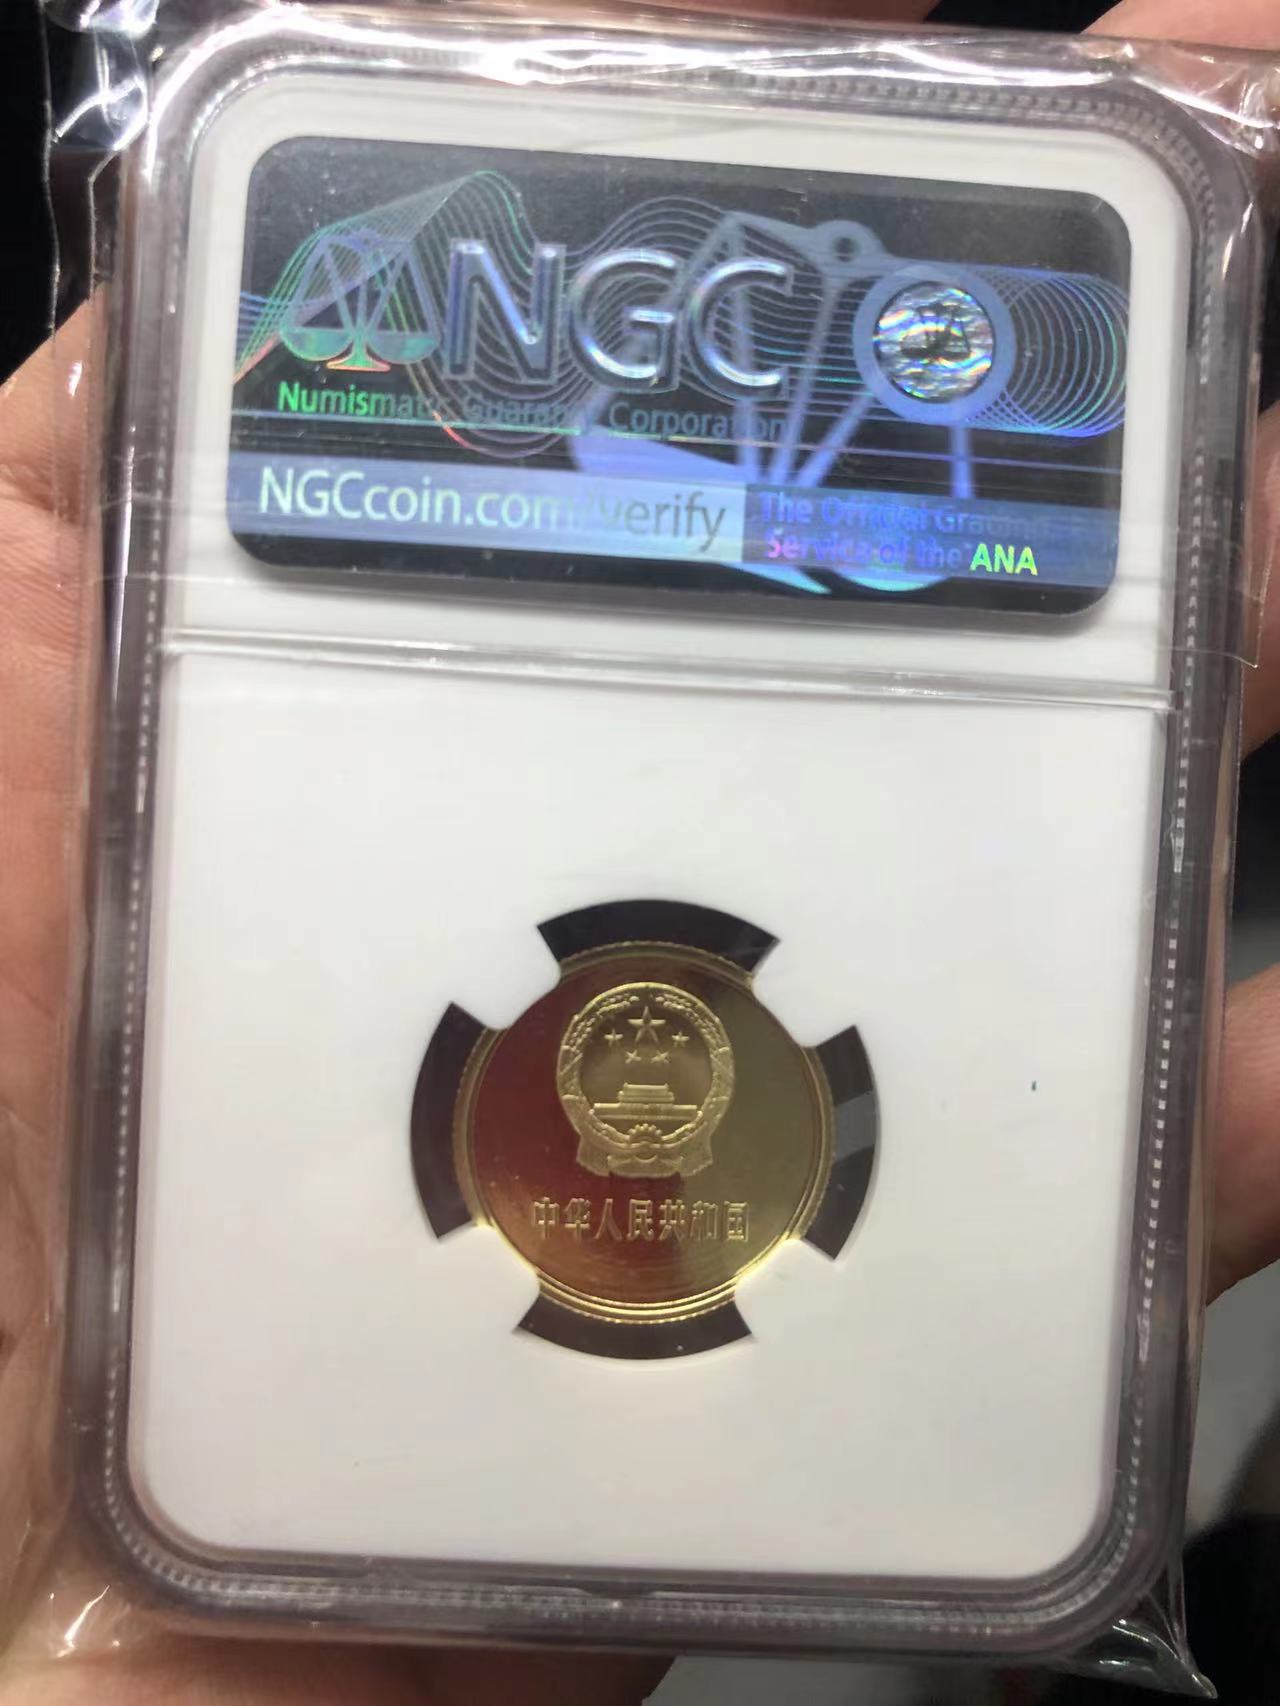 NGC
Numismatic Guaranty Corporation
NGCcoin.com/verify
The Official Grading
Service of the ANA
中华人民共和国